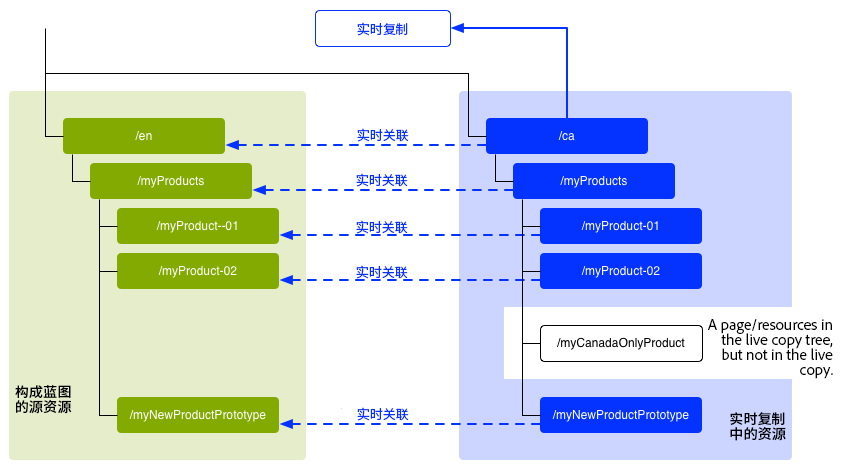 实时复制
/en
实时关联
/ca
/myProducts
实时关联
/myProducts
/myProduct--01
实时关联
/myProduct-01
/myProduct-02
实时关联
/myProduct-02
/myCanadaOnlyProduct
A page/resources in
the live copy tree,
but not in the live
copy.
构成蓝图
的源资源
/myNewProductPrototype
实时关联
/myNewProductPrototype
实时复制
中的资源